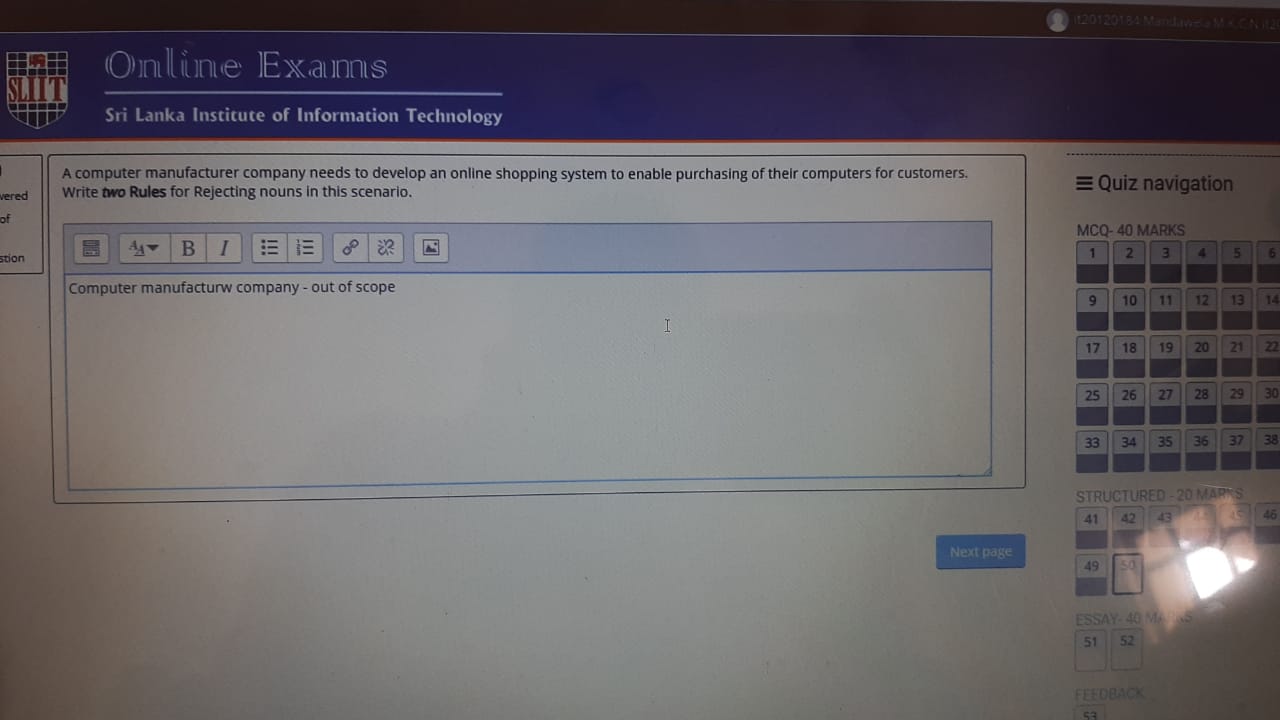 it20120184 Mandawela M.K.C.N it20
SLIIT
Online Exams
Sri Lanka Institute of Information Technology
wered
of
stion
A computer manufacturer company needs to develop an online shopping system to enable purchasing of their computers for customers.
Write two Rules for Rejecting nouns in this scenario.
B I
Computer manufacturw company - out of scope
Next page
Quiz navigation
MCQ- 40 MARKS
1 2 3 4 5 6
9 10 11 12 13 14
17 18 19 20 21 22
25 26 27 28 29 30
33 34 35 36 37 38
STRUCTURED - 20 MARKS
41 42 43 44 45 46
49 50
ESSAY- 40 MARKS
51 52
FEEDBACK
53